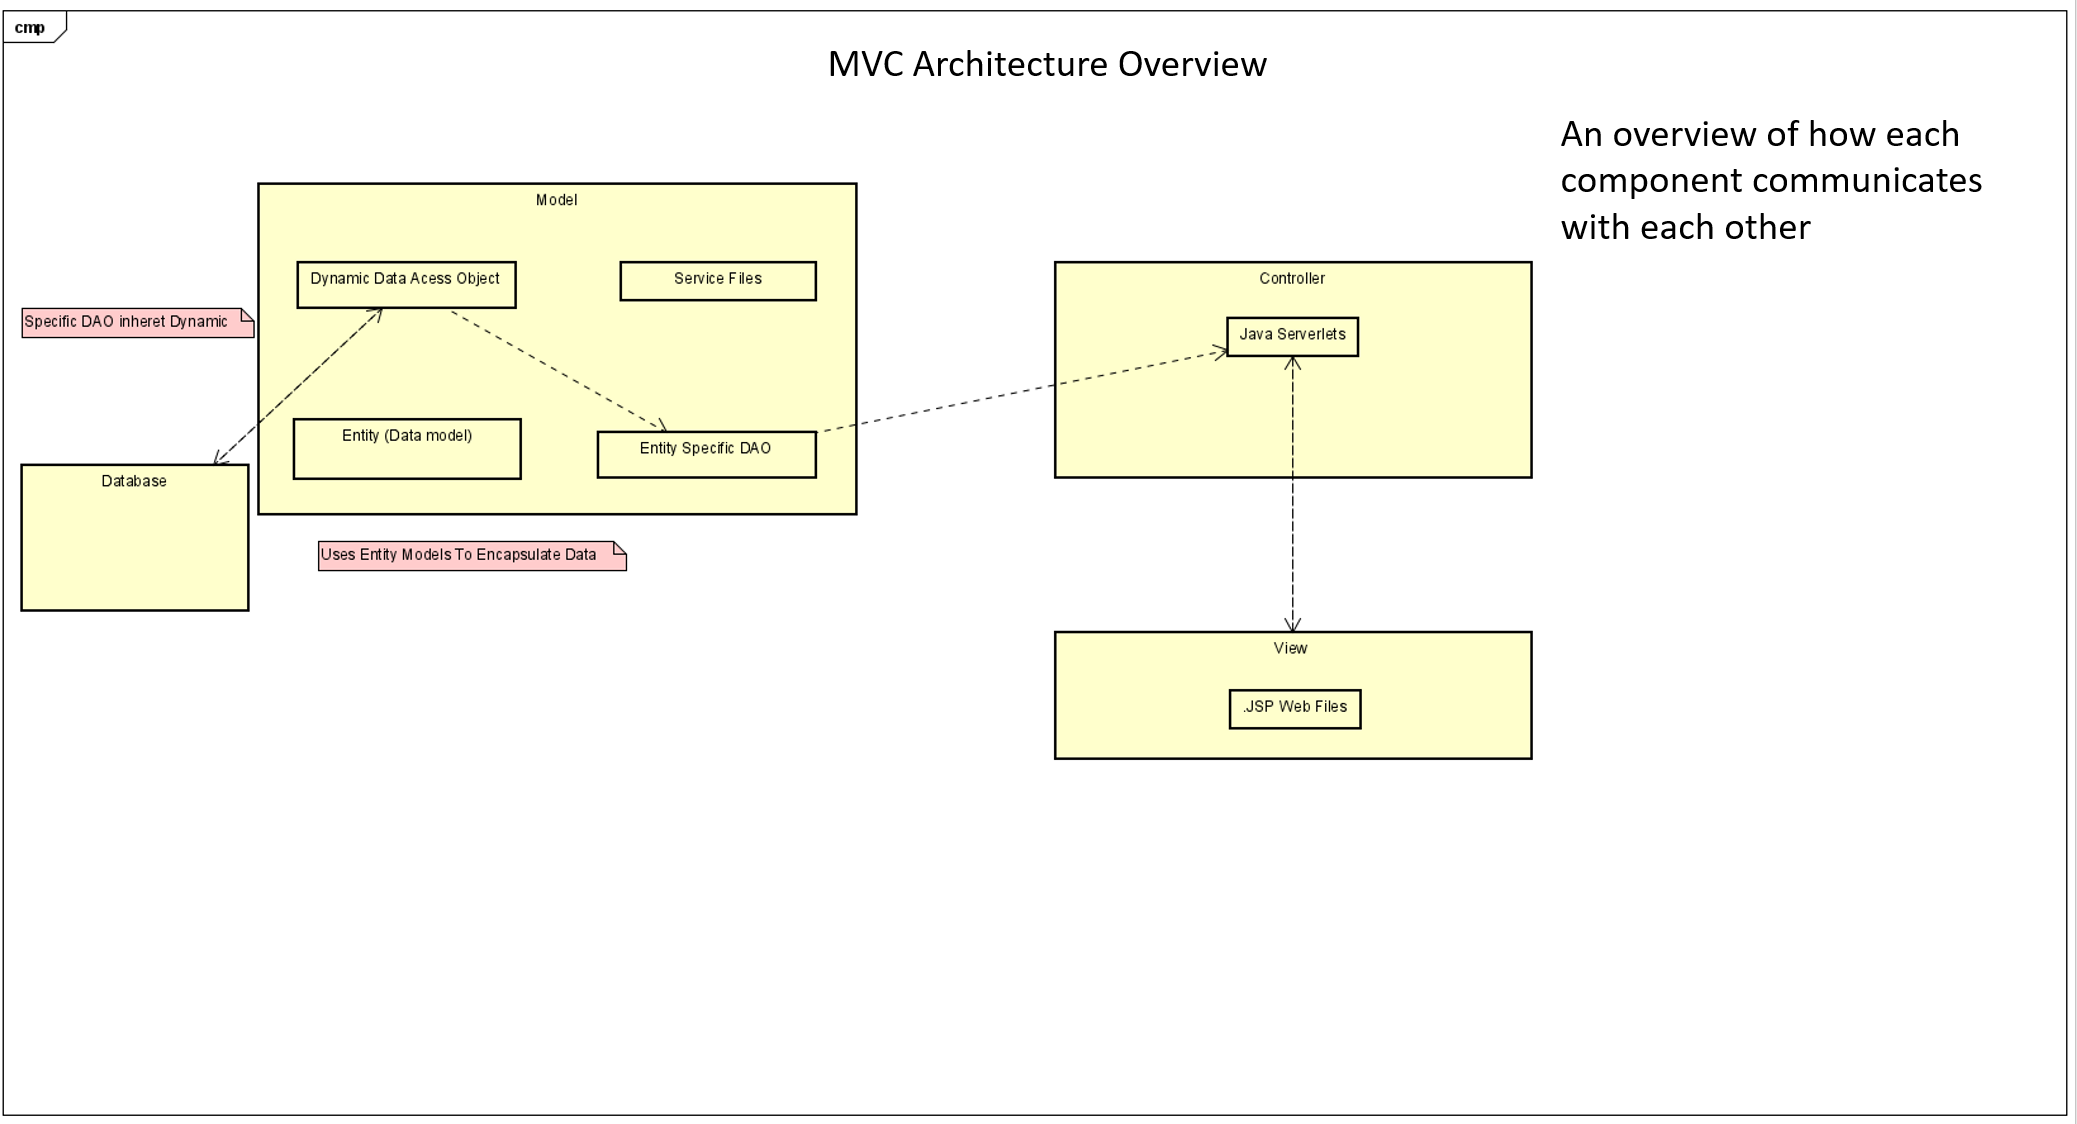 cmp
MVC Architecture Overview
An overview of how each
component communicates
with each other
Model
Dynamic Data Acess Object
Service Files
Specific DAO inheret Dynamic
Entity (Data model)
Entity Specific DAO
Database
Uses Entity Models To Encapsulate Data
Controller
Java Serverlets
View
.JSP Web Files